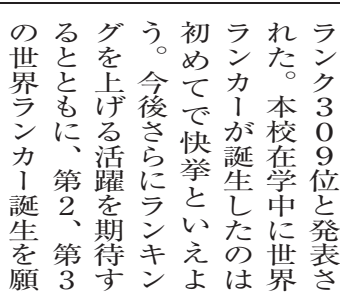 ランク309位と発表さ
れた。本校在学中に世界
ランカーが誕生したのは
初めてで快挙といえよ
う。今後さらにランキン
グを上げる活躍を期待す
るとともに、第2、第3
の世界ランカー誕生を願